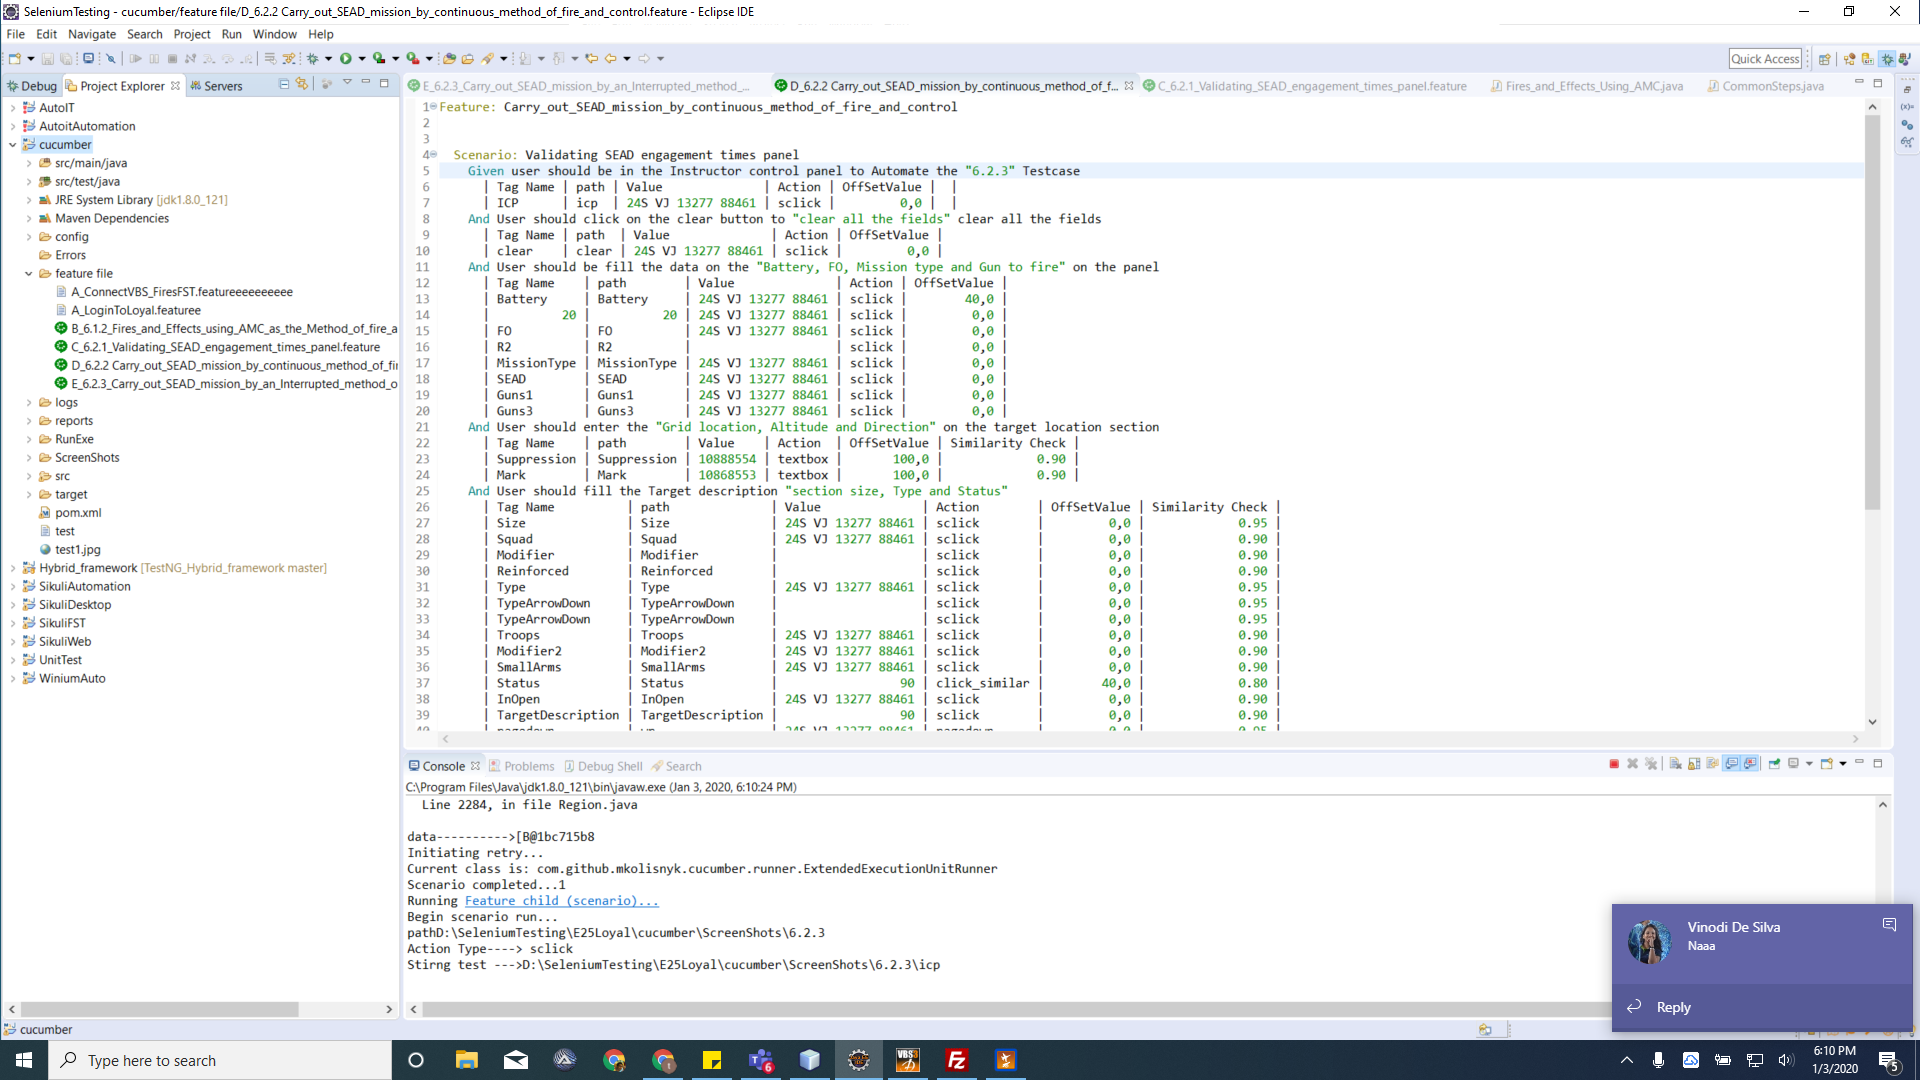 SeleniumTesting - cucumber/feature file/D_6.2.2 Carry_out_SEAD_mission_by_continuous_method_of_fire_and_control.feature - Eclipse IDE
File Edit Navigate Search Project Run Window Help
Quick Access
Debug Project Explorer Servers
E_6.2.3_Carry_out_SEAD_mission_by_an_Interrupted_method_... D_6.2.2 Carry_out_SEAD_mission_by_continuous_method_of_f... C_6.2.1_Validating_SEAD_engagement_times_panel.feature Fires_and_Effects_Using_AMC.java CommonSteps.java
AutoIT
AutoitAutomation
cucumber
src/main/java
src/test/java
JRE System Library [jdk1.8.0_121]
Maven Dependencies
config
Errors
feature file
A_ConnectVBS_FiresFST.featureeeeeeeeee
A_LoginToLoyal.featuree
B_6.1.2_Fires_and_Effects_using_AMC_as_the_Method_of_fire_a
C_6.2.1_Validating_SEAD_engagement_times_panel.feature
D_6.2.2 Carry_out_SEAD_mission_by_continuous_method_of_fir
E_6.2.3_Carry_out_SEAD_mission_by_an_Interrupted_method_o
logs
reports
RunExe
ScreenShots
src
target
pom.xml
test
test1.jpg
Hybrid_framework [TestNG_Hybrid_framework master]
SikuliAutomation
SikuliDesktop
SikuliFST
SikuliWeb
UnitTest
WiniumAuto
1 Feature: Carry_out_SEAD_mission_by_continuous_method_of_fire_and_control
2
3
4 Scenario: Validating SEAD engagement times panel
5 Given user should be in the Instructor control panel to Automate the "6.2.3" Testcase
6 | Tag Name | path | Value | Action | OffSetValue | |
7 | ICP | icp | 24S VJ 13277 88461 | sclick | 0,0 | |
8 And User should click on the clear button to "clear all the fields" clear all the fields
9 | Tag Name | path | Value | Action | OffSetValue |
10 | clear | clear | 24S VJ 13277 88461 | sclick | 0,0 |
11 And User should be fill the data on the "Battery, FO, Mission type and Gun to fire" on the panel
12 | Tag Name | path | Value | Action | OffSetValue |
13 | Battery | Battery | 24S VJ 13277 88461 | sclick | 40,0 |
14 | 20 | 20 | 24S VJ 13277 88461 | sclick | 0,0 |
15 | FO | FO | 24S VJ 13277 88461 | sclick | 0,0 |
16 | R2 | R2 | | sclick | 0,0 |
17 | MissionType | MissionType | 24S VJ 13277 88461 | sclick | 0,0 |
18 | SEAD | SEAD | 24S VJ 13277 88461 | sclick | 0,0 |
19 | Guns1 | Guns1 | 24S VJ 13277 88461 | sclick | 0,0 |
20 | Guns3 | Guns3 | 24S VJ 13277 88461 | sclick | 0,0 |
21 And User should enter the "Grid location, Altitude and Direction" on the target location section
22 | Tag Name | path | Value | Action | OffSetValue | Similarity Check |
23 | Suppression | Suppression | 10888554 | textbox | 100,0 | 0.90 |
24 | Mark | Mark | 10868553 | textbox | 100,0 | 0.90 |
25 And User should fill the Target description "section size, Type and Status"
26 | Tag Name | path | Value | Action | OffSetValue | Similarity Check |
27 | Size | Size | 24S VJ 13277 88461 | sclick | 0,0 | 0.95 |
28 | Squad | Squad | 24S VJ 13277 88461 | sclick | 0,0 | 0.90 |
29 | Modifier | Modifier | | sclick | 0,0 | 0.90 |
30 | Reinforced | Reinforced | | sclick | 0,0 | 0.90 |
31 | Type | Type | 24S VJ 13277 88461 | sclick | 0,0 | 0.95 |
32 | TypeArrowDown | TypeArrowDown | | sclick | 0,0 | 0.95 |
33 | TypeArrowDown | TypeArrowDown | | sclick | 0,0 | 0.95 |
34 | Troops | Troops | 24S VJ 13277 88461 | sclick | 0,0 | 0.90 |
35 | Modifier2 | Modifier2 | 24S VJ 13277 88461 | sclick | 0,0 | 0.90 |
36 | SmallArms | SmallArms | 24S VJ 13277 88461 | sclick | 0,0 | 0.90 |
37 | Status | Status | 90 | click_similar | 40,0 | 0.80 |
38 | InOpen | InOpen | 24S VJ 13277 88461 | sclick | 0,0 | 0.90 |
39 | TargetDescription | TargetDescription | 90 | sclick | 0,0 | 0.90 |
Console Problems Debug Shell Search
C:\Program Files\Java\jdk1.8.0_121\bin\javaw.exe (Jan 3, 2020, 6:10:24 PM)
Line 2284, in file Region.java
data---------->[B@1bc715b8
Initiating retry...
Current class is: com.github.mkolisnyk.cucumber.runner.ExtendedExecutionUnitRunner
Scenario completed...1
Running Feature child (scenario)...
Begin scenario run...
pathD:\SeleniumTesting\E25Loyal\cucumber\ScreenShots\6.2.3
Action Type----> sclick
Stirng test --->D:\SeleniumTesting\E25Loyal\cucumber\ScreenShots\6.2.3\icp
Vinodi De Silva
Naaa
Reply
cucumber
Type here to search
6:10 PM
1/3/2020
5